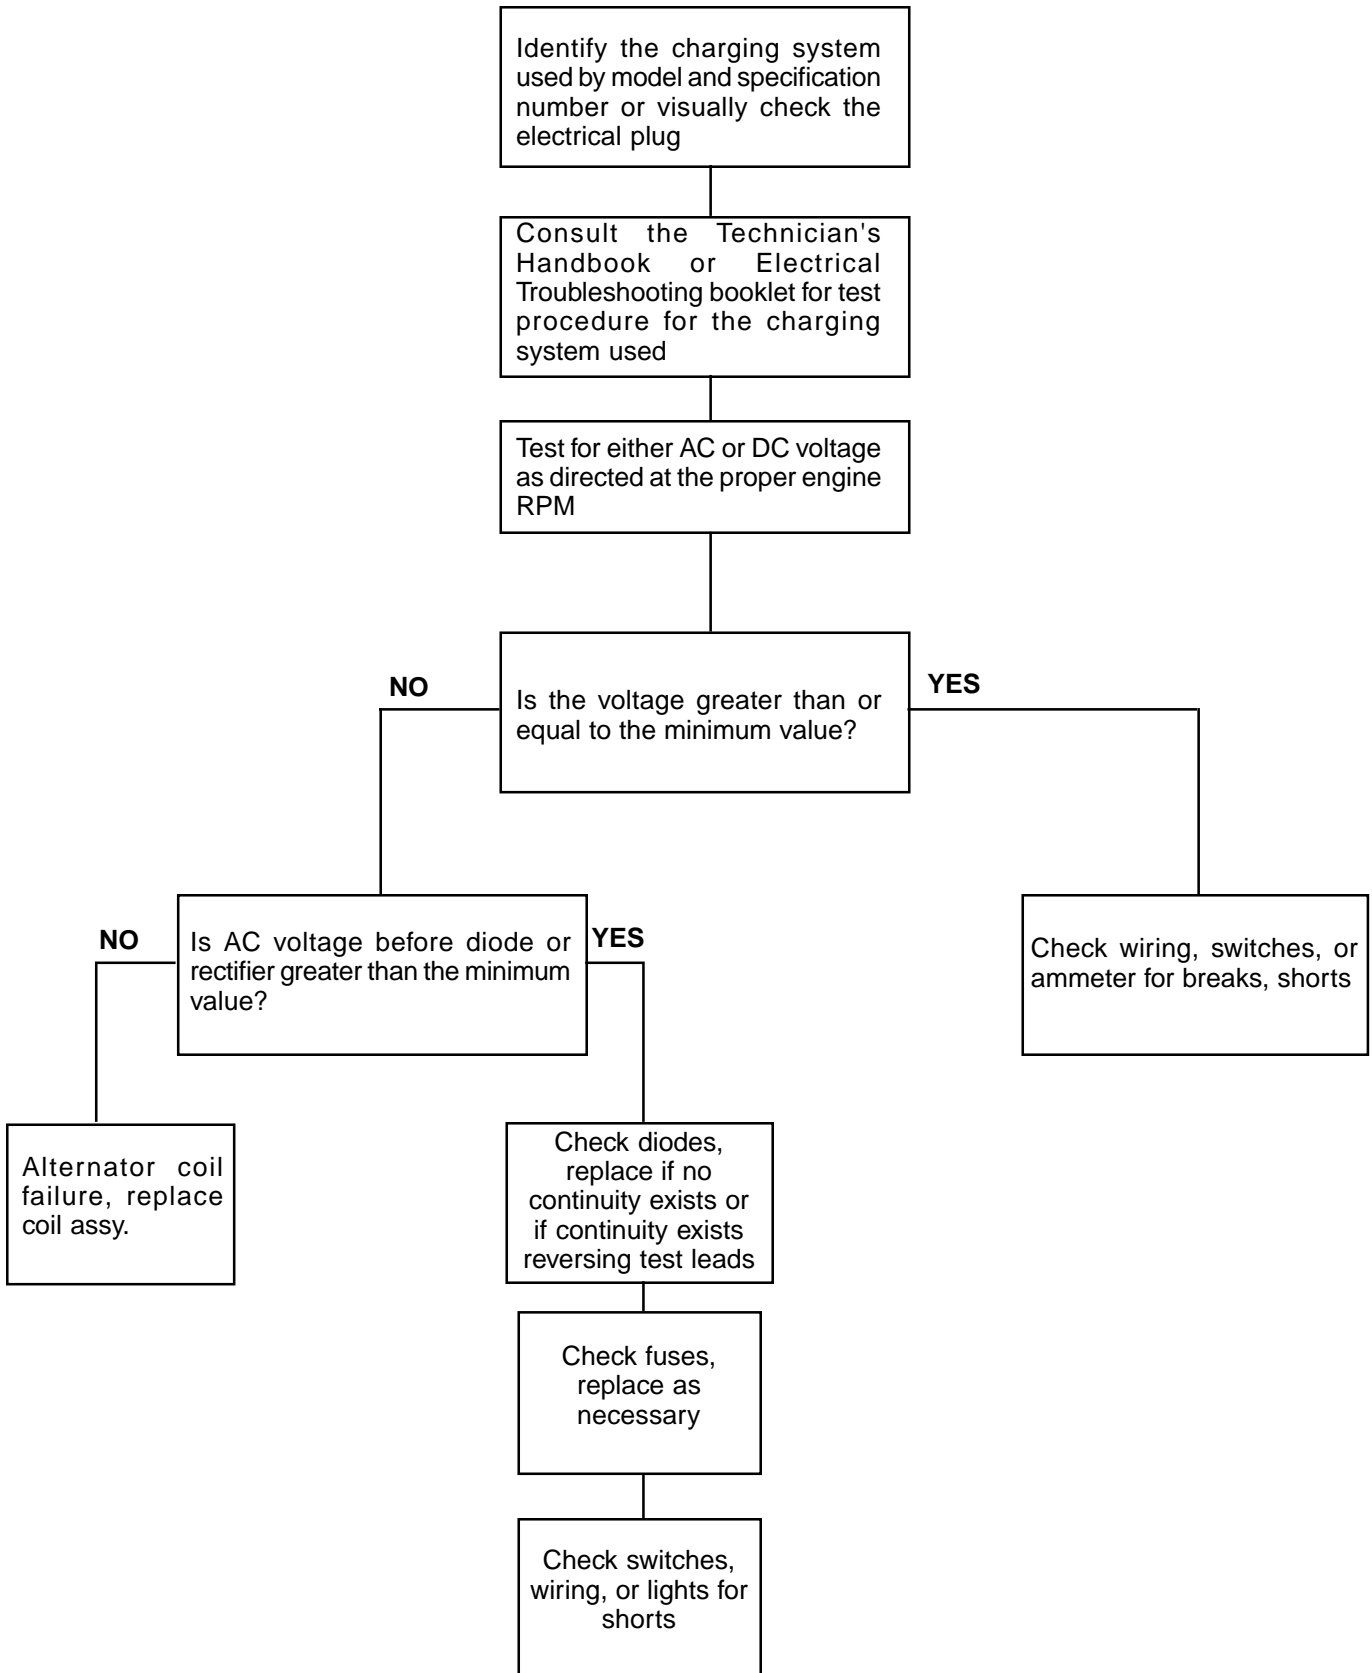 Identify the charging system
used by model and specification
number or visually check the
electrical plug
Consult the Technician's
Handbook or Electrical
Troubleshooting booklet for test
procedure for the charging
system used
Test for either AC or DC voltage
as directed at the proper engine
RPM
NO
YES
Is the voltage greater than or
equal to the minimum value?
NO
YES
Is AC voltage before diode or
rectifier greater than the minimum
value?
Check wiring, switches, or
ammeter for breaks, shorts
Alternator coil
failure, replace
coil assy.
Check diodes,
replace if no
continuity exists or
if continuity exists
reversing test leads
Check fuses,
replace as
necessary
Check switches,
wiring, or lights for
shorts